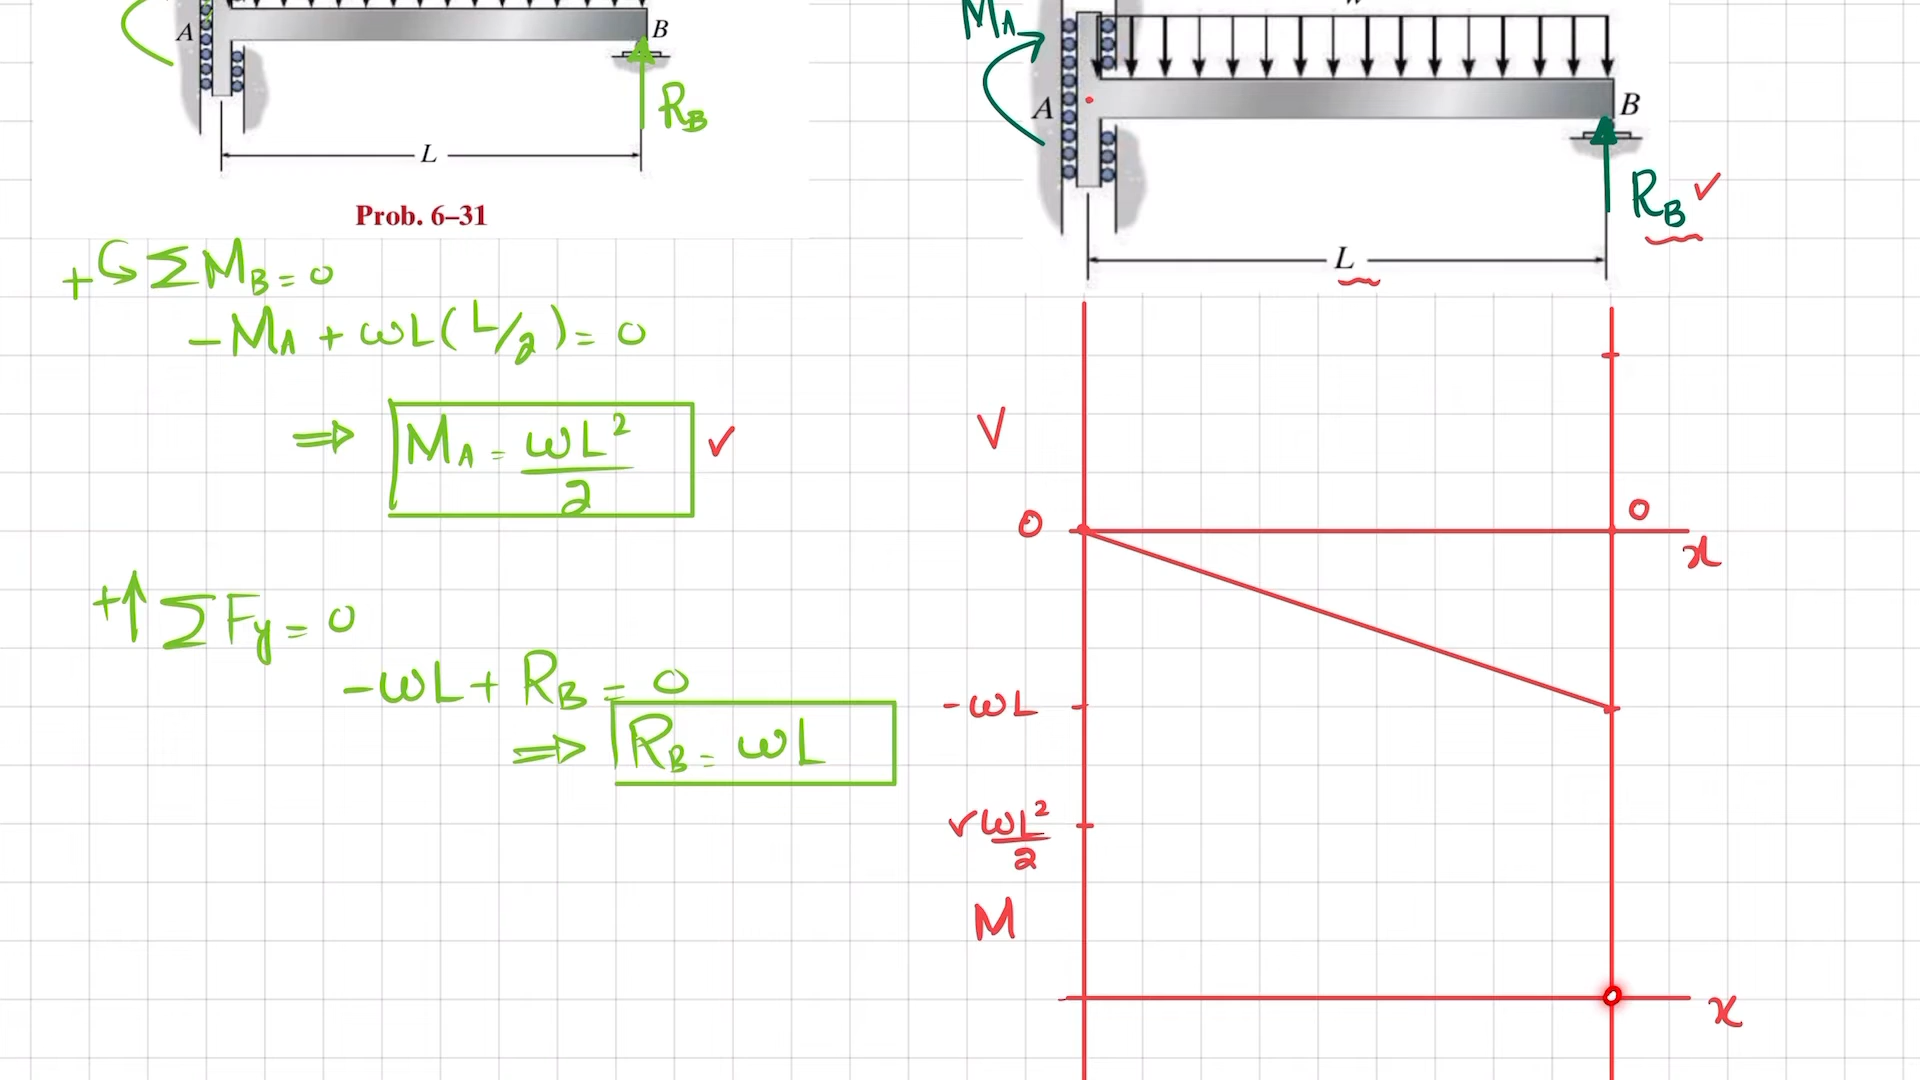 A
B
R_B
L
Prob. 6–31
+↺ ΣM_B = 0
-M_A + ωL(L/2) = 0
⇒ M_A = ωL²/2 ✓
+↑ ΣFy = 0
-ωL + R_B = 0
⇒ R_B = ωL
M_A
A
B
R_B ✓
L
V
0
0
x
-ωL
✓ ωL²/2
M
x